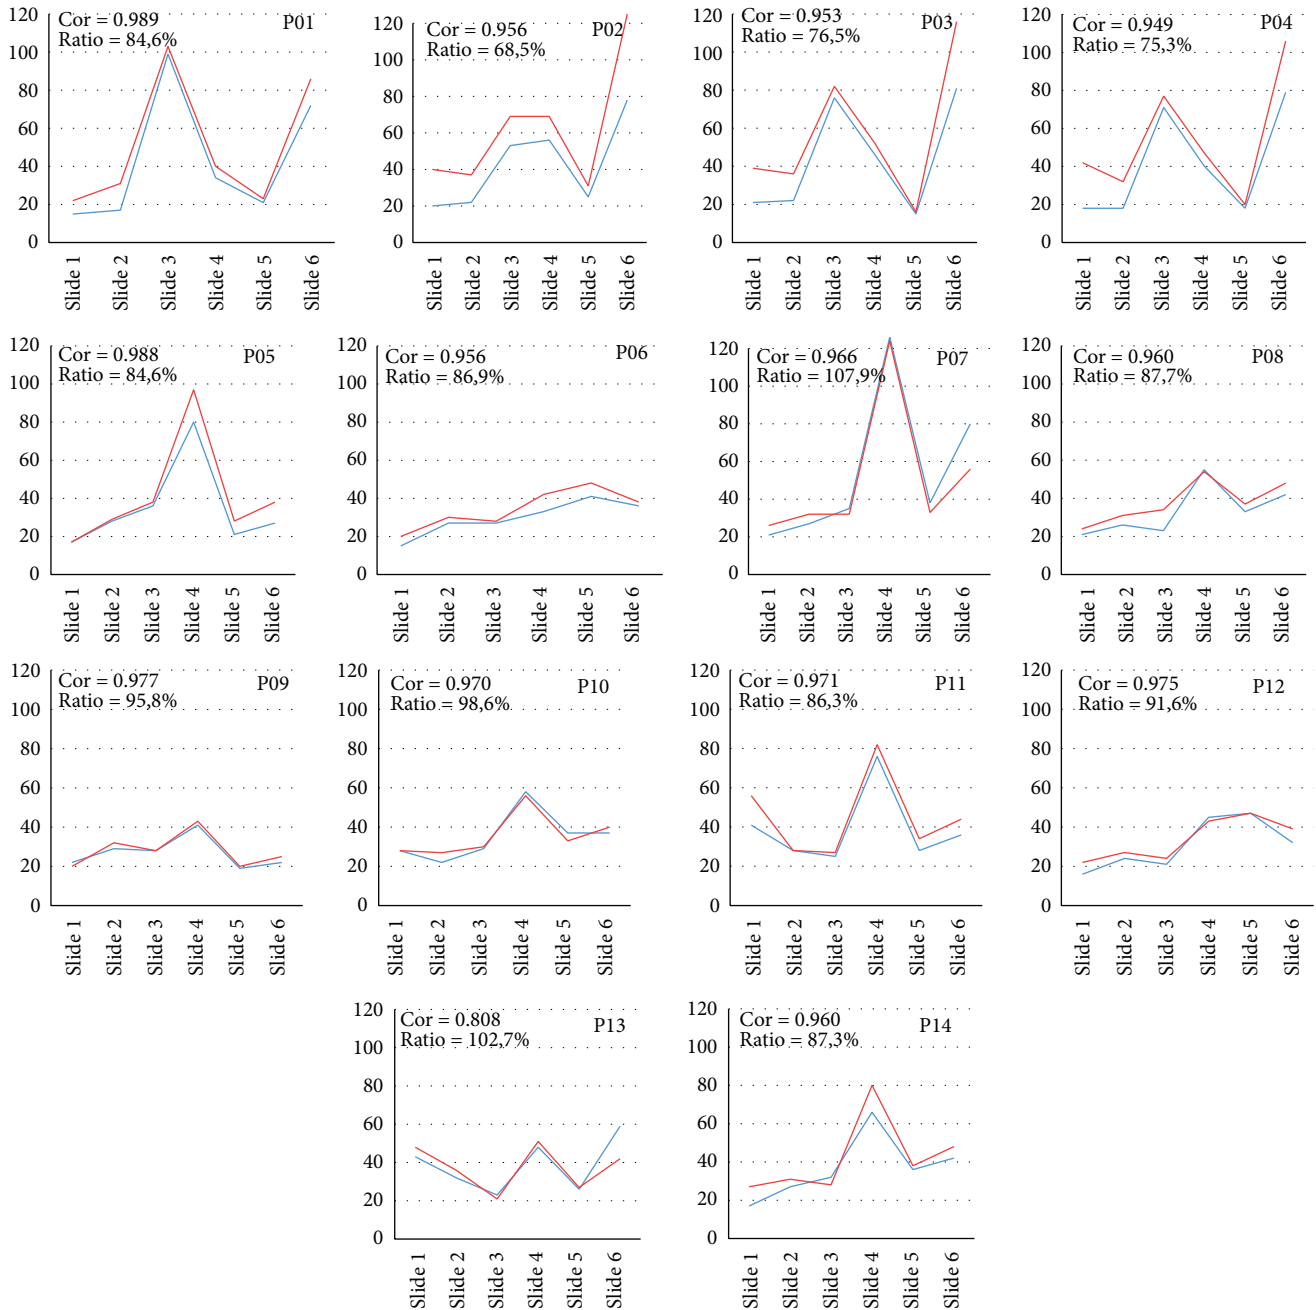 Cor = 0.989
Ratio = 84,6%
P01
120
100
80
60
40
20
0
Slide 1
Slide 2
Slide 3
Slide 4
Slide 5
Slide 6
Cor = 0.956
Ratio = 68,5%
P02
120
100
80
60
40
20
0
Slide 1
Slide 2
Slide 3
Slide 4
Slide 5
Slide 6
Cor = 0.953
Ratio = 76,5%
P03
120
100
80
60
40
20
0
Slide 1
Slide 2
Slide 3
Slide 4
Slide 5
Slide 6
Cor = 0.949
Ratio = 75,3%
P04
120
100
80
60
40
20
0
Slide 1
Slide 2
Slide 3
Slide 4
Slide 5
Slide 6
Cor = 0.988
Ratio = 84,6%
P05
120
100
80
60
40
20
0
Slide 1
Slide 2
Slide 3
Slide 4
Slide 5
Slide 6
Cor = 0.956
Ratio = 86,9%
P06
120
100
80
60
40
20
0
Slide 1
Slide 2
Slide 3
Slide 4
Slide 5
Slide 6
Cor = 0.966
Ratio = 107,9%
P07
120
100
80
60
40
20
0
Slide 1
Slide 2
Slide 3
Slide 4
Slide 5
Slide 6
Cor = 0.960
Ratio = 87,7%
P08
120
100
80
60
40
20
0
Slide 1
Slide 2
Slide 3
Slide 4
Slide 5
Slide 6
Cor = 0.977
Ratio = 95,8%
P09
120
100
80
60
40
20
0
Slide 1
Slide 2
Slide 3
Slide 4
Slide 5
Slide 6
Cor = 0.970
Ratio = 98,6%
P10
120
100
80
60
40
20
0
Slide 1
Slide 2
Slide 3
Slide 4
Slide 5
Slide 6
Cor = 0.971
Ratio = 86,3%
P11
120
100
80
60
40
20
0
Slide 1
Slide 2
Slide 3
Slide 4
Slide 5
Slide 6
Cor = 0.975
Ratio = 91,6%
P12
120
100
80
60
40
20
0
Slide 1
Slide 2
Slide 3
Slide 4
Slide 5
Slide 6
Cor = 0.808
Ratio = 102,7%
P13
120
100
80
60
40
20
0
Slide 1
Slide 2
Slide 3
Slide 4
Slide 5
Slide 6
Cor = 0.960
Ratio = 87,3%
P14
120
100
80
60
40
20
0
Slide 1
Slide 2
Slide 3
Slide 4
Slide 5
Slide 6